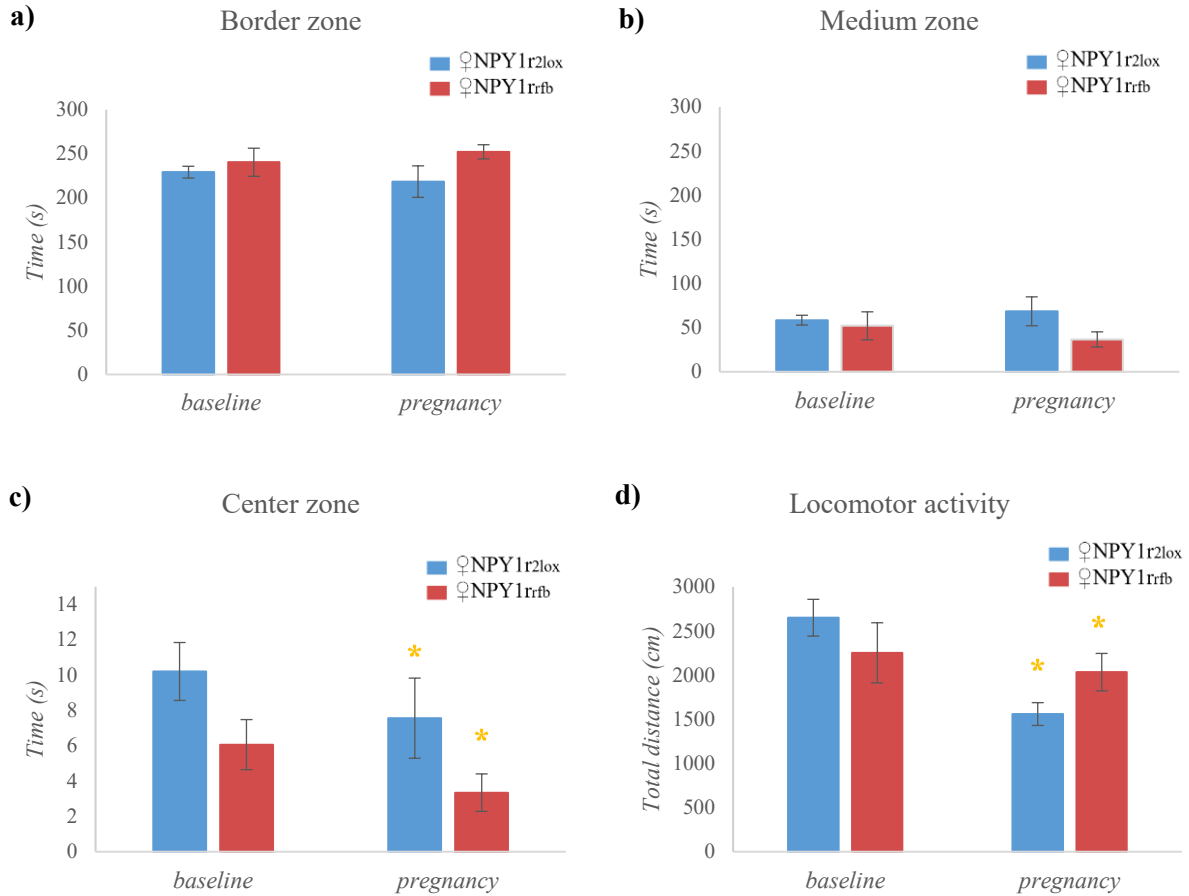 a)
Border zone
♀NPY1r2lox
♀NPY1rrfb
300
250
200
150
100
50
0
Time (s)
baseline pregnancy
b)
Medium zone
♀NPY1r2lox
♀NPY1rrfb
300
250
200
150
100
50
0
Time (s)
baseline pregnancy
c)
Center zone
♀NPY1r2lox
♀NPY1rrfb
14
12
10
8
6
4
2
0
Time (s)
* *
baseline pregnancy
d)
Locomotor activity
♀NPY1r2lox
♀NPY1rrfb
3000
2500
2000
1500
1000
500
0
Total distance (cm)
* *
baseline pregnancy